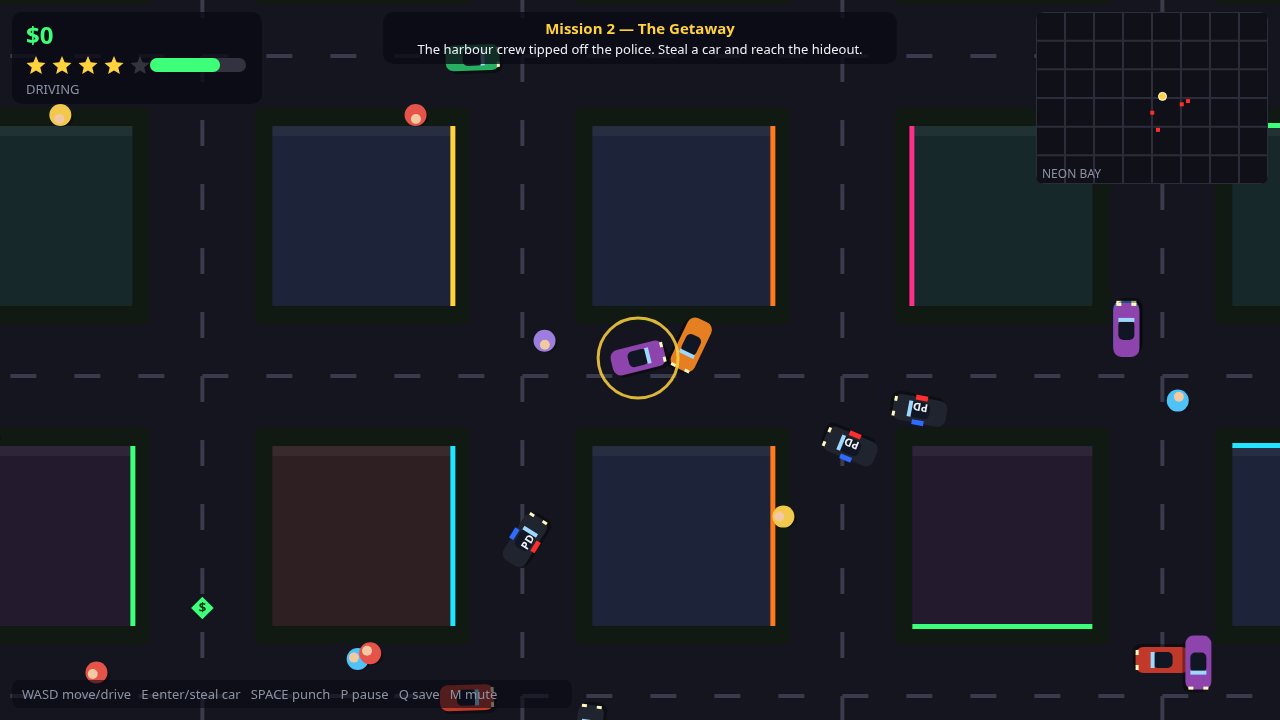 $0
DRIVING
Mission 2 — The Getaway
The harbour crew tipped off the police. Steal a car and reach the hideout.
NEON BAY
PD
PD
PD
$
WASD move/drive E enter/steal car SPACE punch P pause Q save M mute